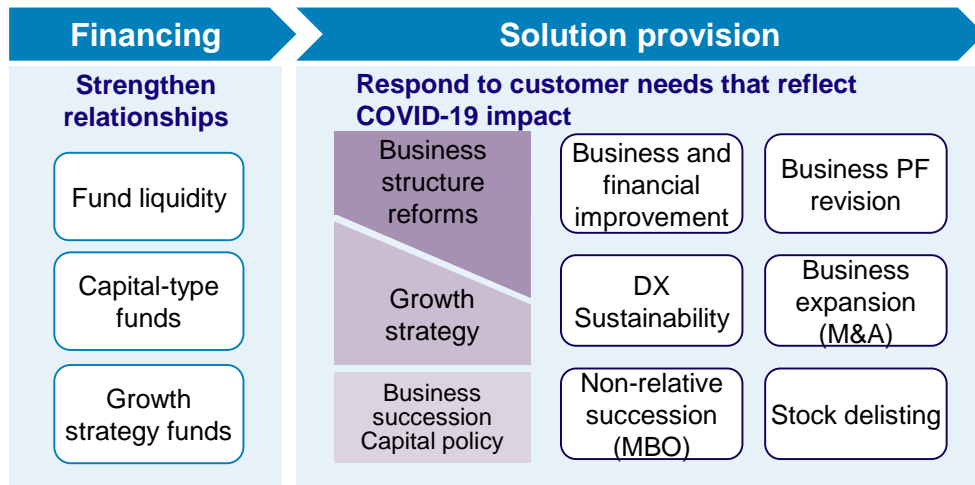 Financing
Solution provision
Strengthen
relationships
Fund liquidity
Capital-type
funds
Growth
strategy funds
Respond to customer needs that reflect
COVID-19 impact
Business
structure
reforms
Business and
financial
improvement
Business PF
revision
Growth
strategy
DX
Sustainability
Business
expansion
(M&A)
Business
succession
Capital policy
Non-relative
succession
(MBO)
Stock delisting